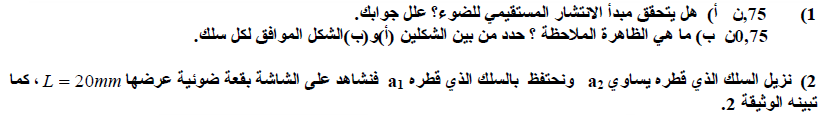 1) 0,75ن أ) هل يتحقق مبدأ الانتشار المستقيمي للضوء؟ علل جوابك.
0,75ن ب) ما هي الظاهرة الملاحظة ؟ حدد من بين الشكلين (أ)و(ب)الشكل الموافق لكل سلك.
2) نزيل السلك الذي قطره يساوي a2 ونحتفظ بالسلك الذي قطره a1 فنشاهد على الشاشة بقعة ضوئية عرضها L = 20mm ، كما
تبينه الوثيقة 2.